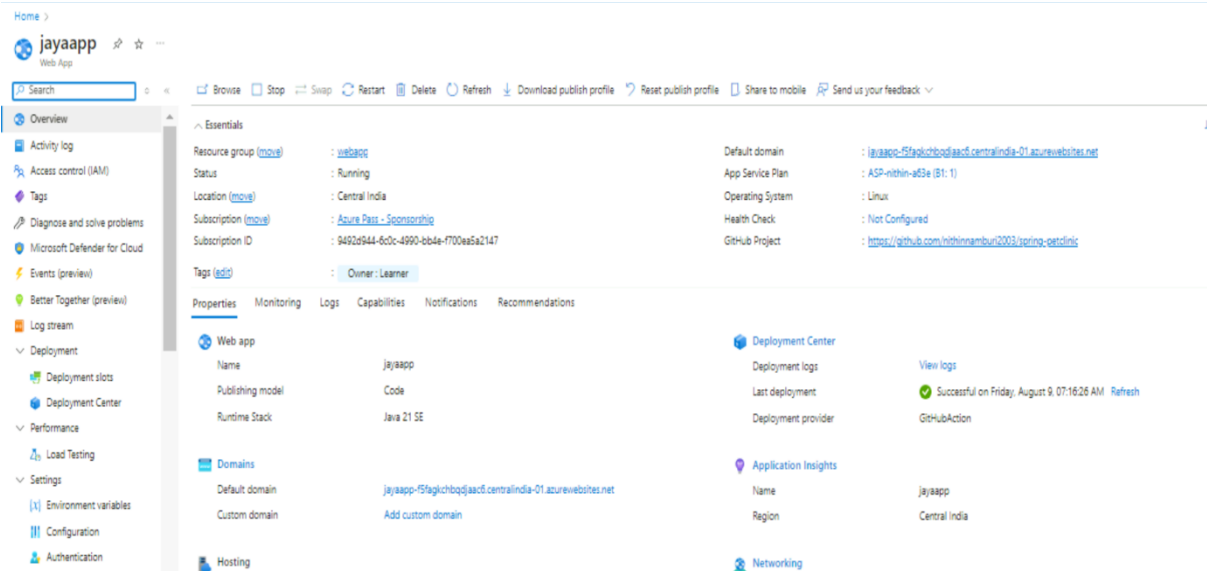 Home >
jayaapp
Web App
Search
Browse Stop Swap Restart Delete Refresh Download publish profile Reset publish profile Share to mobile Send us your feedback
Overview
Activity log
Access control (IAM)
Tags
Diagnose and solve problems
Microsoft Defender for Cloud
Events (preview)
Better Together (preview)
Log stream
Deployment
Deployment slots
Deployment Center
Performance
Load Testing
Settings
Environment variables
Configuration
Authentication
Essentials
Resource group (move) : webapp
Status : Running
Location (move) : Central India
Subscription (move) : Azure Pass - Sponsorship
Subscription ID : 9492d944-6c0c-4990-bb4e-f700ea5a2147
Tags (edit) : Owner : Learner
Default domain : jayaapp-f5fagkchbqdjaac6.centralindia-01.azurewebsites.net
App Service Plan : ASP-nithin-a63e (B1: 1)
Operating System : Linux
Health Check : Not Configured
GitHub Project : https://github.com/nithinnamburi2003/spring-petclinic
Properties Monitoring Logs Capabilities Notifications Recommendations
Web app
Name jayaapp
Publishing model Code
Runtime Stack Java 21 SE
Domains
Default domain jayaapp-f5fagkchbqdjaac6.centralindia-01.azurewebsites.net
Custom domain Add custom domain
Hosting
Deployment Center
Deployment logs View logs
Last deployment Successful on Friday, August 9, 07:16:26 AM Refresh
Deployment provider GitHubAction
Application Insights
Name jayaapp
Region Central India
Networking